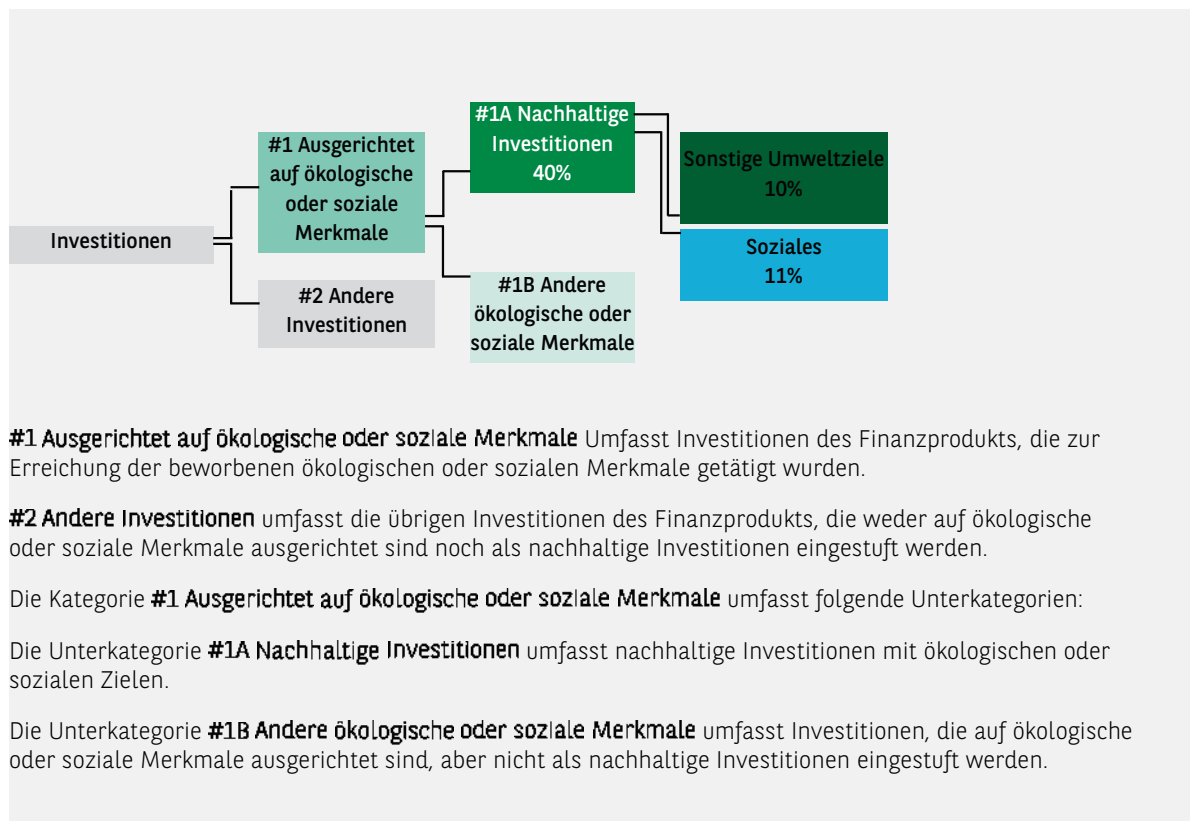 #1A Nachhaltige
Investitionen
40%
#1 Ausgerichtet
auf ökologische
oder soziale
Merkmale
Sonstige Umweltziele
10%
Investitionen
Soziales
11%
#2 Andere
Investitionen
#1B Andere
ökologische oder
soziale Merkmale
#1 Ausgerichtet auf ökologische oder soziale Merkmale Umfasst Investitionen des Finanzprodukts, die zur
Erreichung der beworbenen ökologischen oder sozialen Merkmale getätigt wurden.
#2 Andere Investitionen umfasst die übrigen Investitionen des Finanzprodukts, die weder auf ökologische
oder soziale Merkmale ausgerichtet sind noch als nachhaltige Investitionen eingestuft werden.
Die Kategorie #1 Ausgerichtet auf ökologische oder soziale Merkmale umfasst folgende Unterkategorien:
Die Unterkategorie #1A Nachhaltige Investitionen umfasst nachhaltige Investitionen mit ökologischen oder
sozialen Zielen.
Die Unterkategorie #1B Andere ökologische oder soziale Merkmale umfasst Investitionen, die auf ökologische
oder soziale Merkmale ausgerichtet sind, aber nicht als nachhaltige Investitionen eingestuft werden.